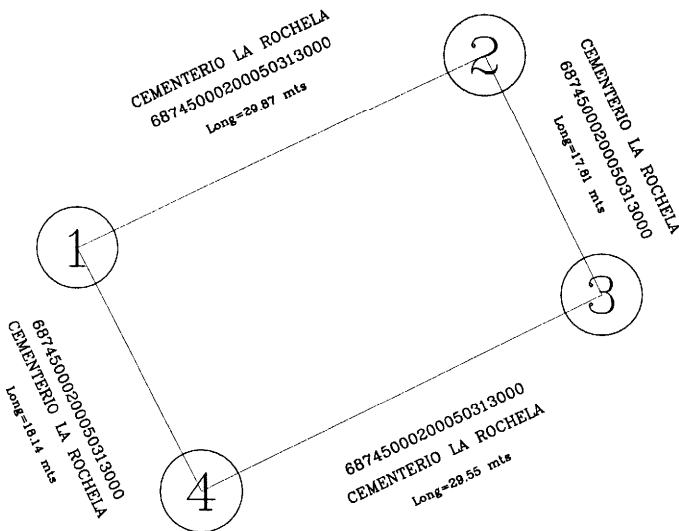 CEMENTERIO LA ROCHELA
68745000200050313000
Long=29.87 mts
2
CEMENTERIO LA ROCHELA
68745000200050313000
Long=17.81 mts
1
3
68745000200050313000
CEMENTERIO LA ROCHELA
Long=18.14 mts
68745000200050313000
CEMENTERIO LA ROCHELA
Long=29.55 mts
4